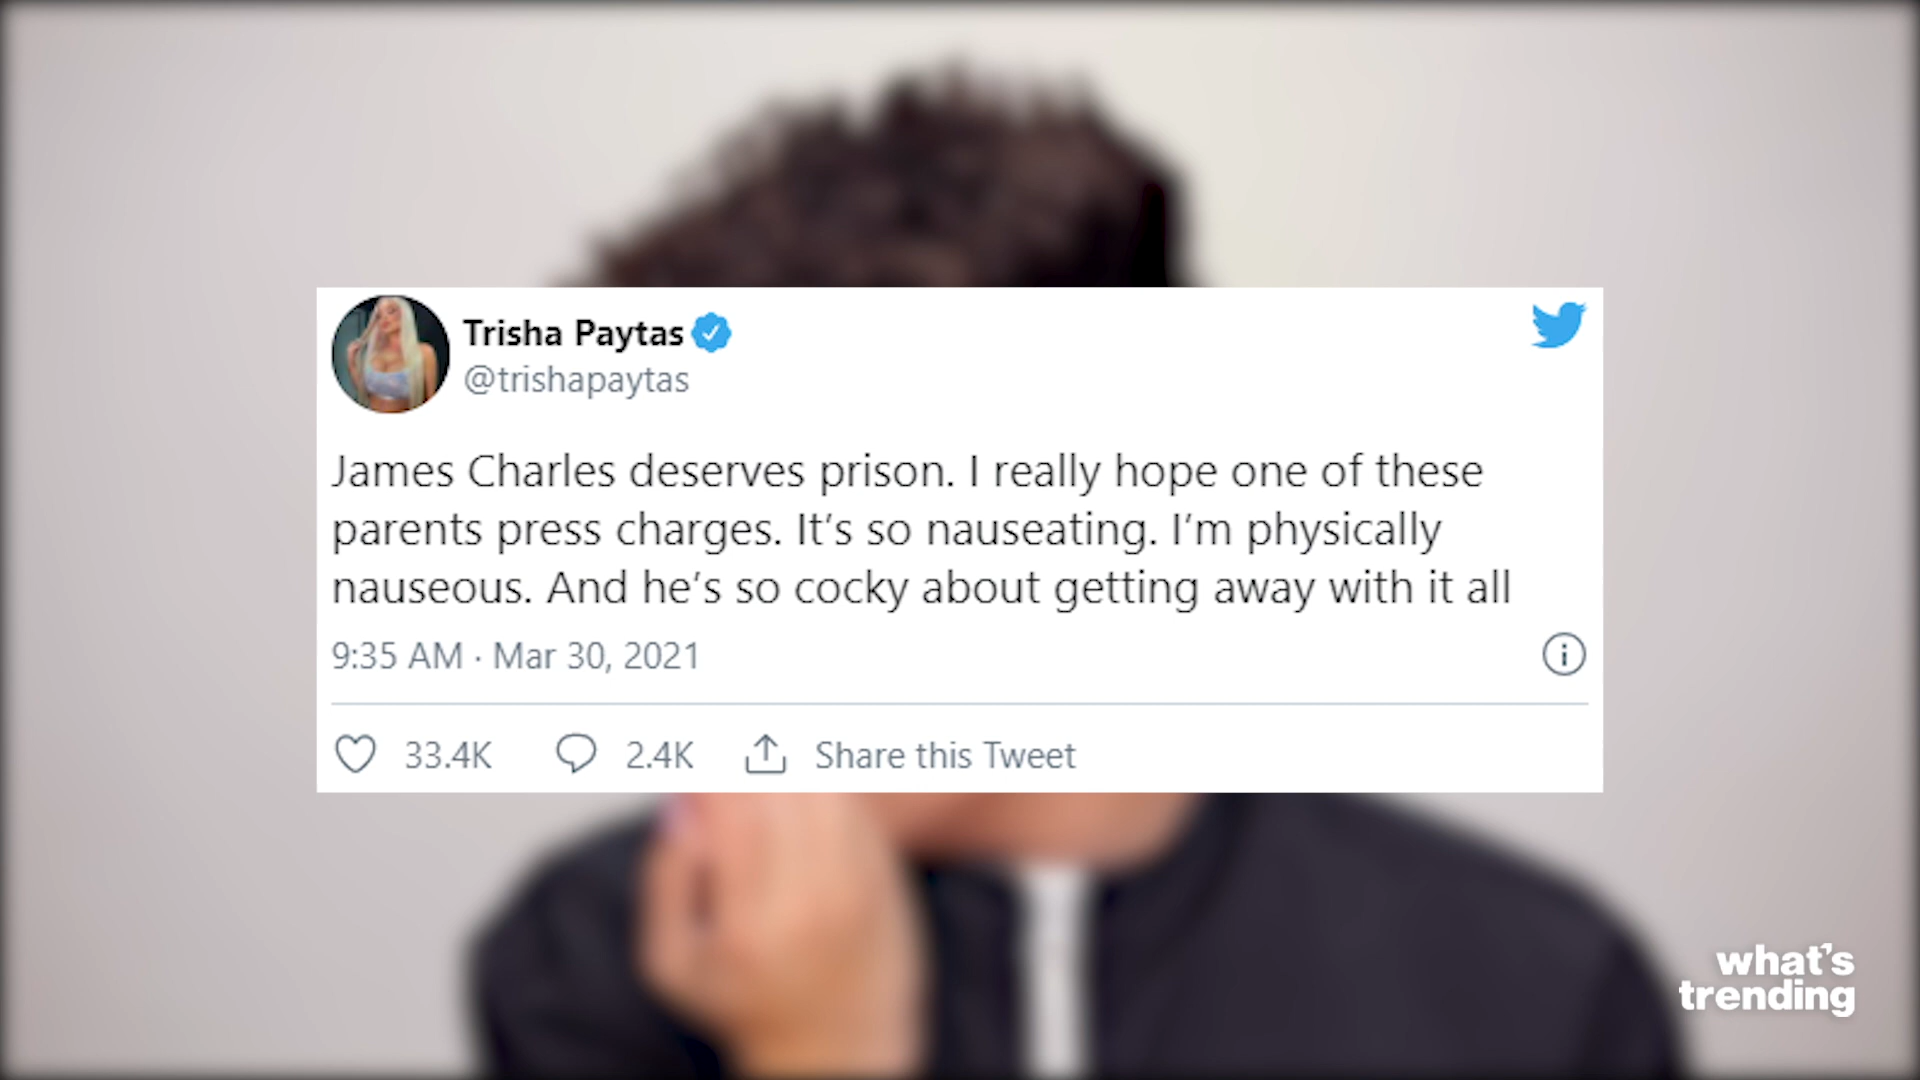 Trisha Paytas
@trishapaytas
James Charles deserves prison. I really hope one of these
parents press charges. It's so nauseating. I'm physically
nauseous. And he's so cocky about getting away with it all
9:35 AM · Mar 30, 2021
33.4K 2.4K Share this Tweet
what's
trending